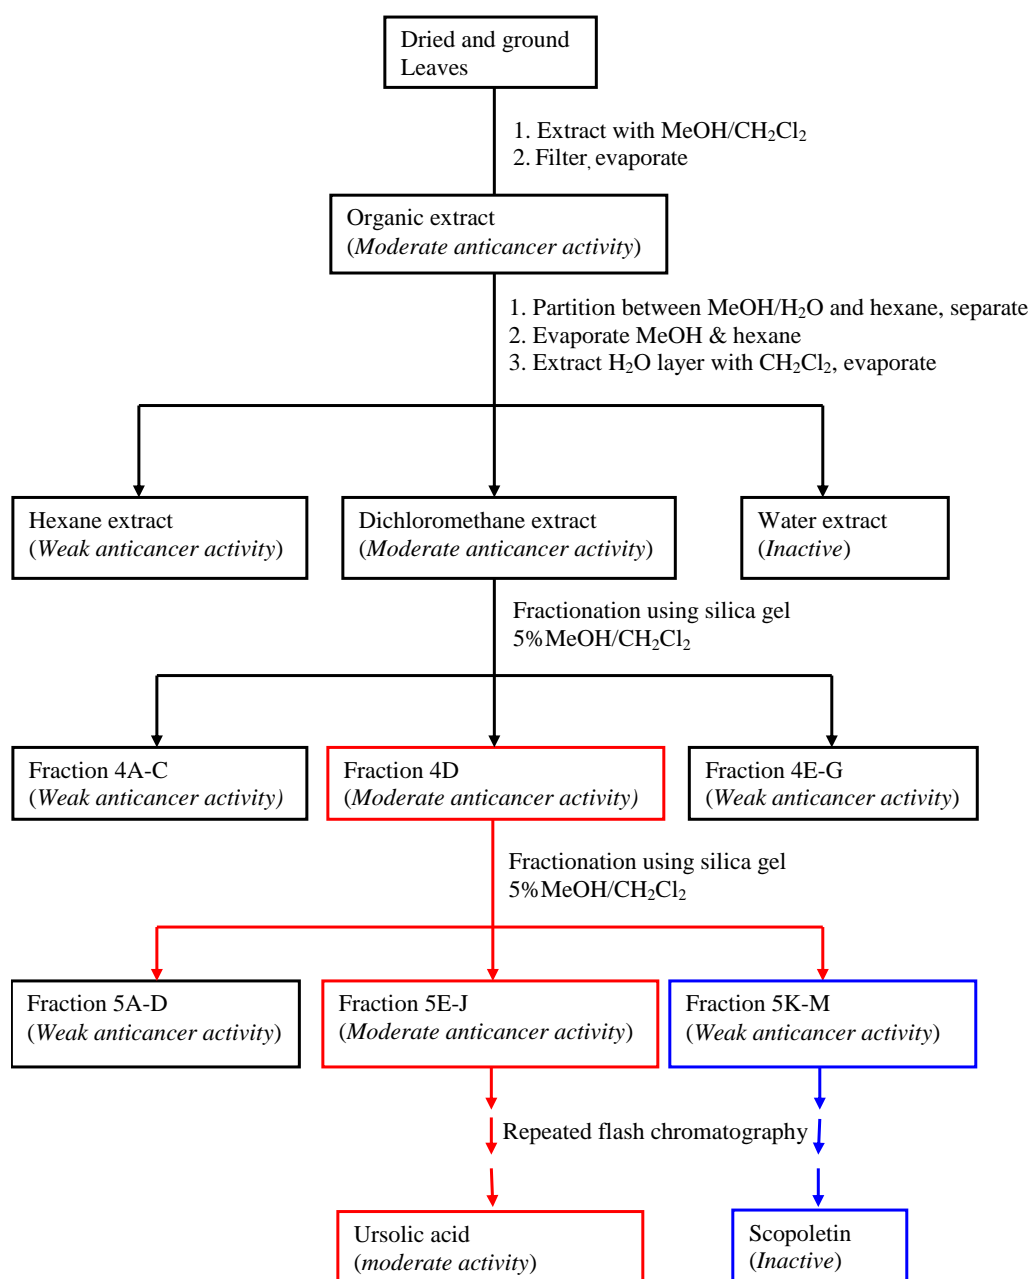 Dried and ground
Leaves
1. Extract with MeOH/CH₂Cl₂
2. Filter, evaporate
Organic extract
(Moderate anticancer activity)
1. Partition between MeOH/H₂O and hexane, separate
2. Evaporate MeOH & hexane
3. Extract H₂O layer with CH₂Cl₂, evaporate
Hexane extract
(Weak anticancer activity)
Dichloromethane extract
(Moderate anticancer activity)
Water extract
(Inactive)
Fractionation using silica gel
5%MeOH/CH₂Cl₂
Fraction 4A-C
(Weak anticancer activity)
Fraction 4D
(Moderate anticancer activity)
Fraction 4E-G
(Weak anticancer activity)
Fractionation using silica gel
5%MeOH/CH₂Cl₂
Fraction 5A-D
(Weak anticancer activity)
Fraction 5E-J
(Moderate anticancer activity)
Fraction 5K-M
(Weak anticancer activity)
Repeated flash chromatography
Ursolic acid
(moderate activity)
Scopoletin
(Inactive)